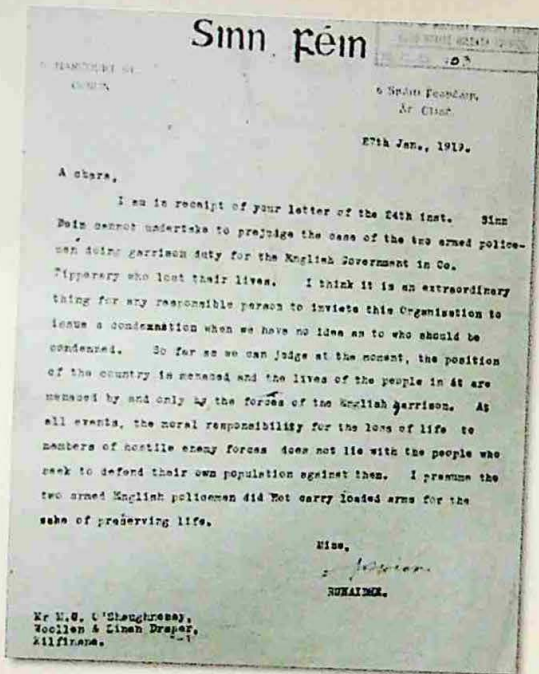 Sinn Féin
HARCOURT ST.
DUBLIN
103
6 Sráid
Át Cliat
27th Jan., 1919.
A chara,
I am in receipt of your letter of the 24th inst. Sinn
Fein cannot undertake to prejudge the case of the two armed police-
men doing garrison duty for the English Government in Co.
Tipperary who lost their lives. I think it is an extraordinary
thing for any responsible person to inviete this Organisation to
issue a condemnation when we have no idea as to who should be
condemned. So far as we can judge at the moment, the position
of the country is menaced and the lives of the people in it are
menaced by and only by the forces of the English garrison. At
all events, the moral responsibility for the loss of life to
members of hostile enemy forces does not lie with the people who
seek to defend their own population against them. I presume the
two armed English policemen did Not carry loaded arms for the
sake of preserving life.
Mise,
RUNAIDHE.
Mr M.G. O'Shaughnessy,
Woollen & Linen Draper,
Kilfinane.